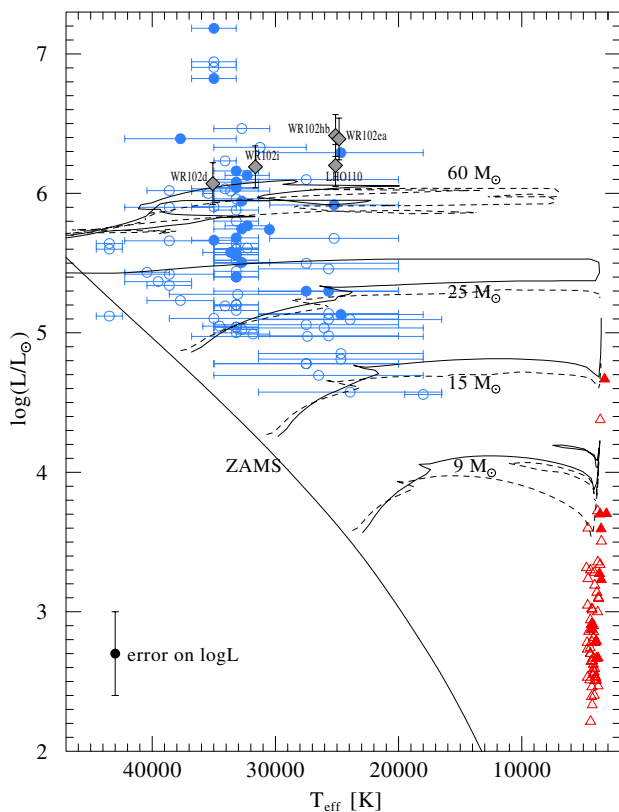 7
6
5
4
3
2
log(L/L⊙)
WR102hb
WR102ea
WR102i
WR102d
LHO110
60 M⊙
25 M⊙
15 M⊙
ZAMS
9 M⊙
error on logL
40000 30000 20000 10000
T_eff [K]